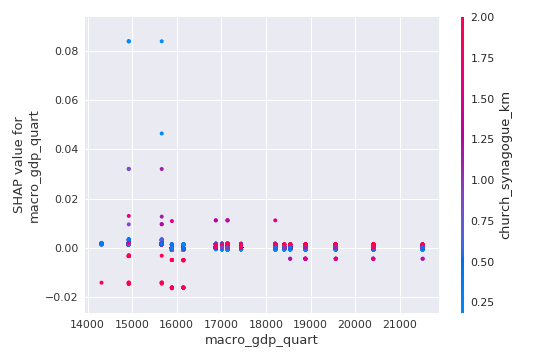 0.08
0.06
0.04
0.02
0.00
−0.02
SHAP value for
macro_gdp_quart
14000 15000 16000 17000 18000 19000 20000 21000
macro_gdp_quart
2.00
1.75
1.50
1.25
1.00
0.75
0.50
0.25
church_synagogue_km